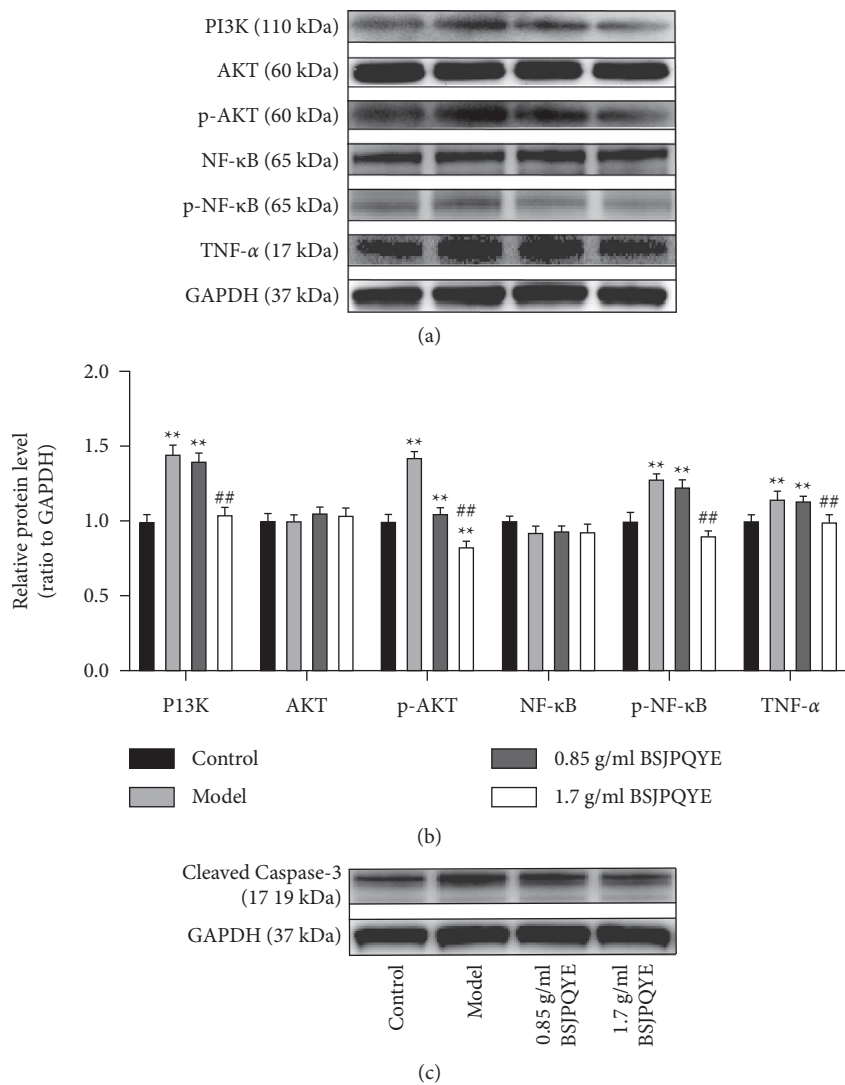 PI3K (110 kDa)
AKT (60 kDa)
p-AKT (60 kDa)
NF-κB (65 kDa)
p-NF-κB (65 kDa)
TNF-α (17 kDa)
GAPDH (37 kDa)
(a)
Relative protein level
(ratio to GAPDH)
2.0
1.5
1.0
0.5
0.0
** ** ##
** ** ## **
** ** ##
** ** ##
P13K AKT p-AKT NF-κB p-NF-κB TNF-α
Control 0.85 g/ml BSJPQYE
Model 1.7 g/ml BSJPQYE
(b)
Cleaved Caspase-3
(17 19 kDa)
GAPDH (37 kDa)
Control
Model
0.85 g/ml
BSJPQYE
1.7 g/ml
BSJPQYE
(c)